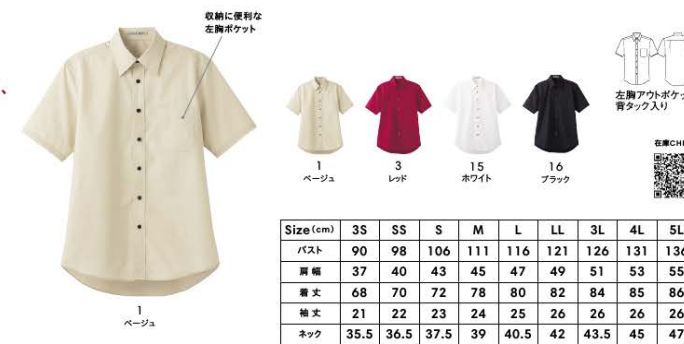 収納に便利な
左胸ポケット
左胸アウトポケッ
背タック入り
在庫CHE
1
ベージュ
3
レッド
15
ホワイト
16
ブラック
1
ベージュ
Size(cm) 3S SS S M L LL 3L 4L 5L
バスト 90 98 106 111 116 121 126 131 136
肩幅 37 40 43 45 47 49 51 53 55
着丈 68 70 72 78 80 82 84 85 86
袖丈 21 22 23 24 25 26 26 26 26
ネック 35.5 36.5 37.5 39 40.5 42 43.5 45 47